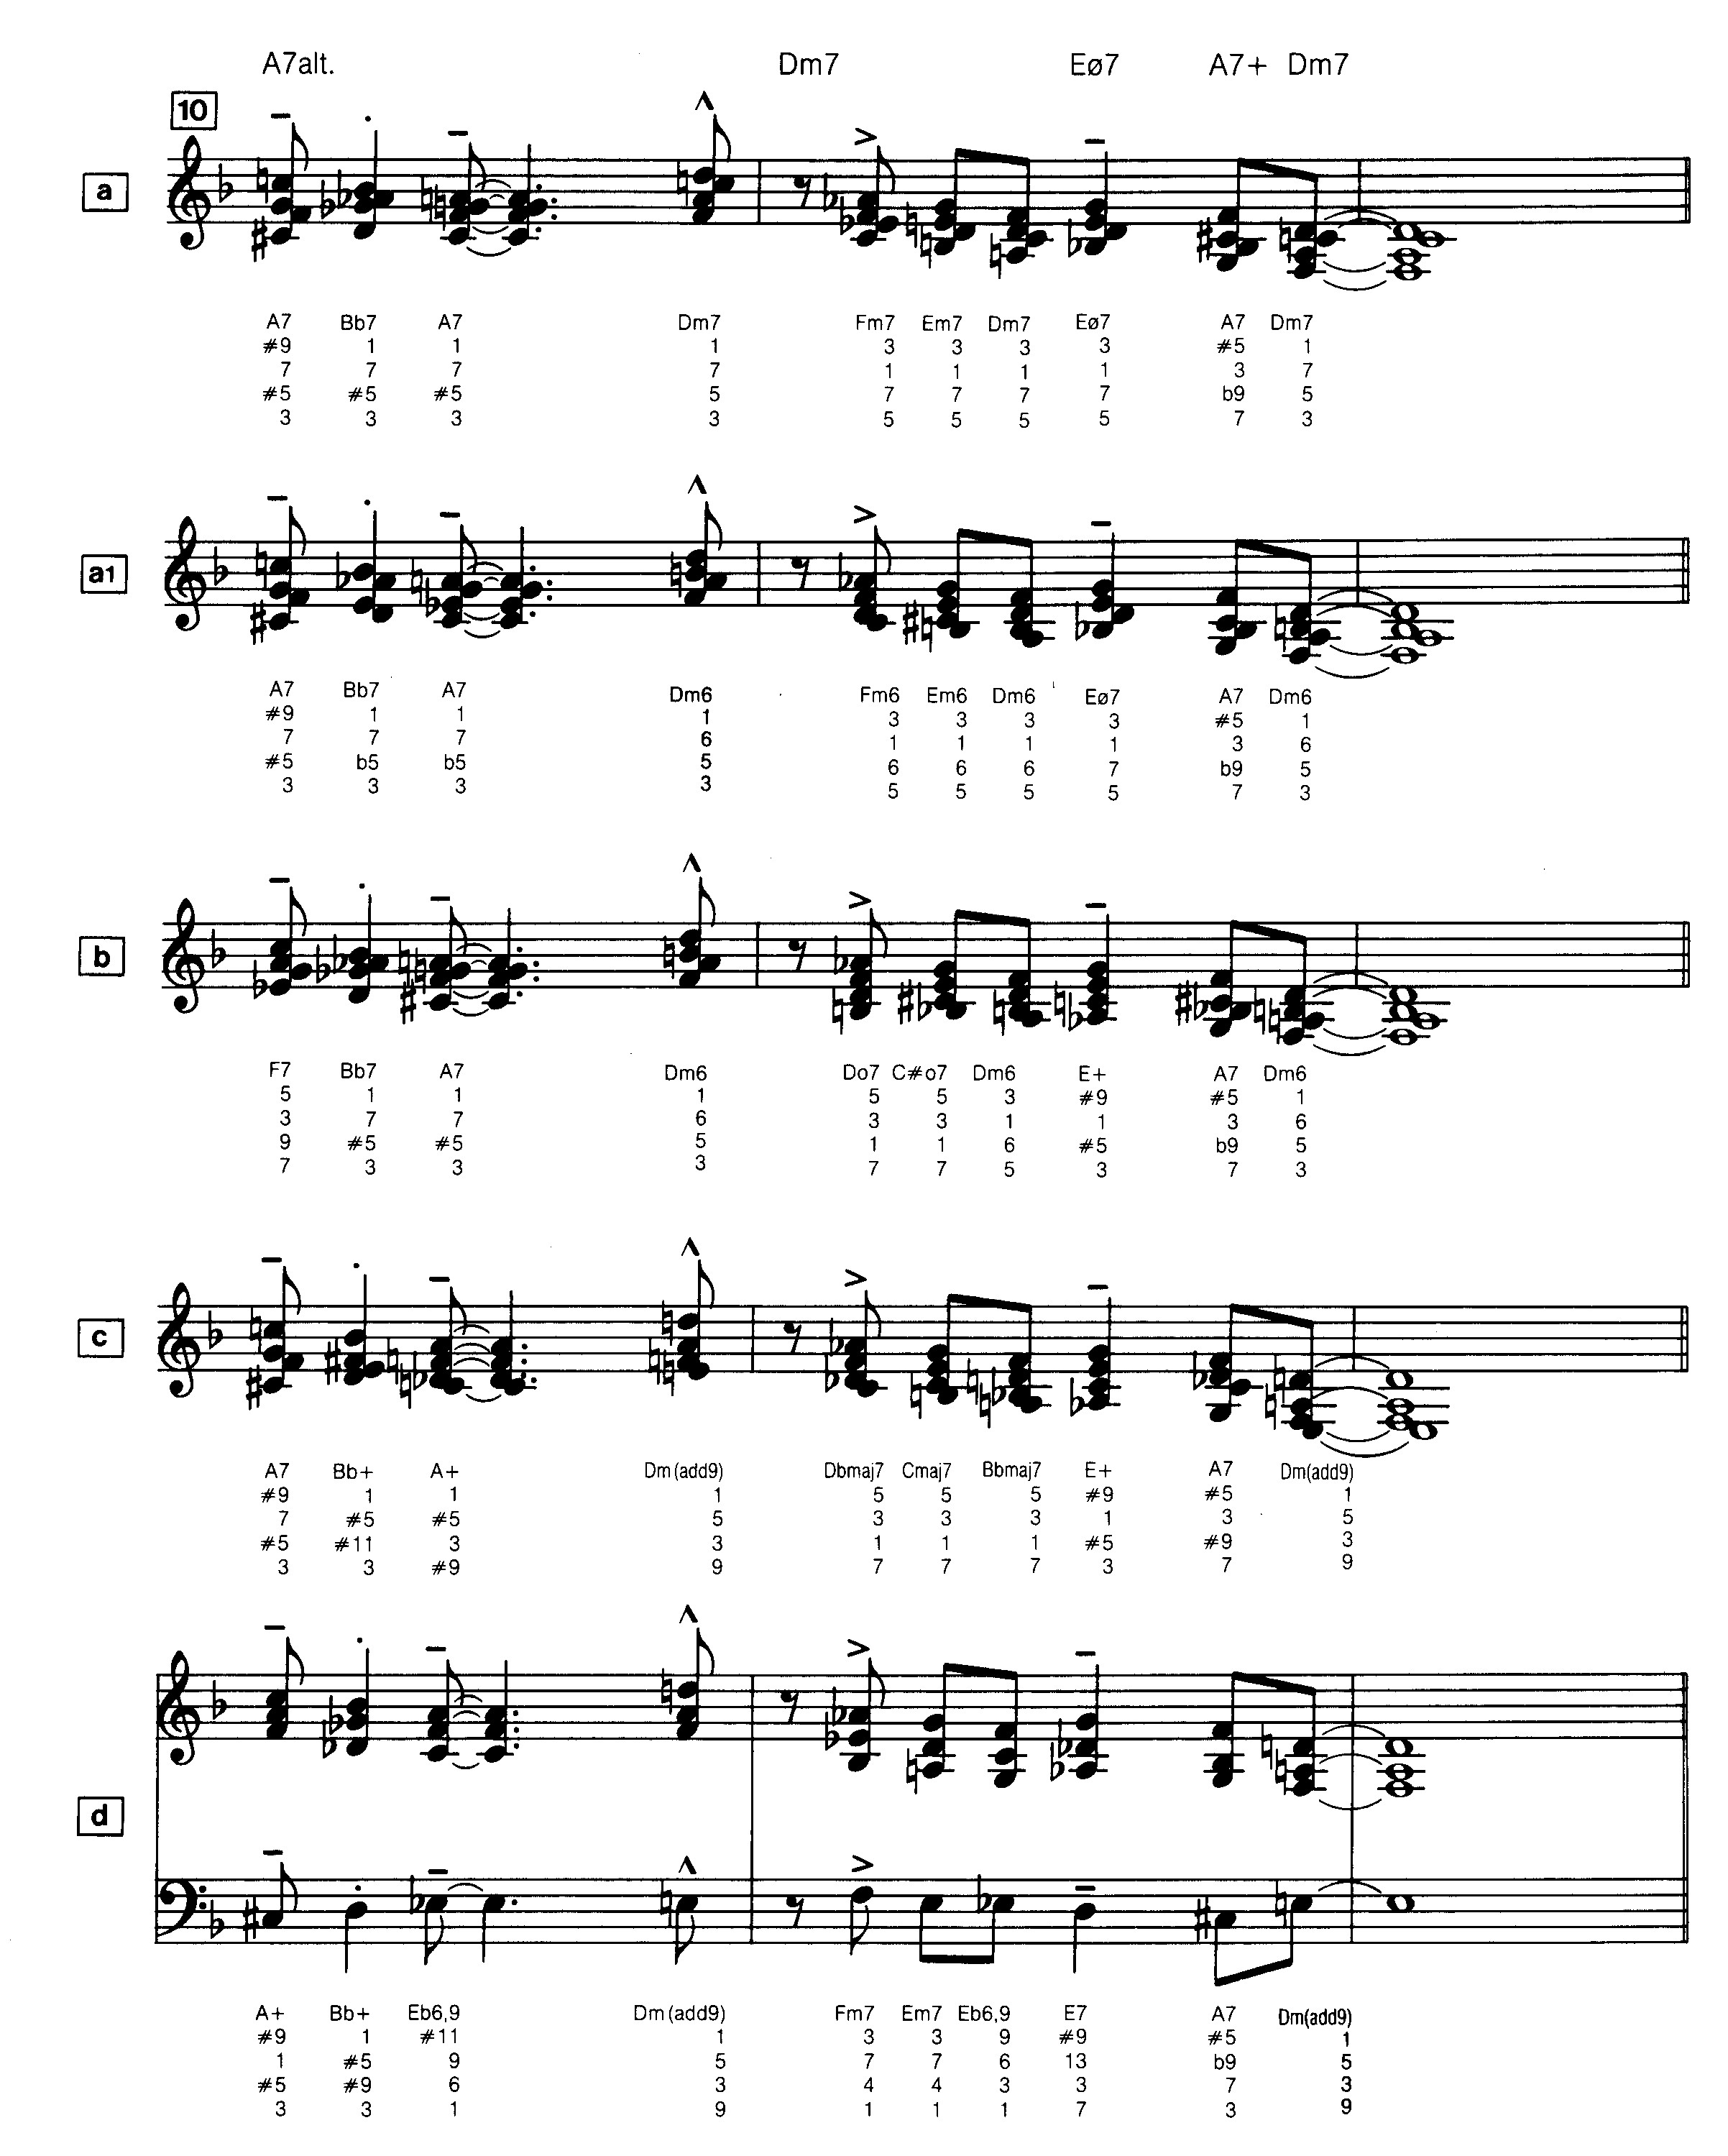 A7alt. Dm7 Eø7 A7+ Dm7
10
a
A7 Bb7 A7 Dm7 Fm7 Em7 Dm7 Eø7 A7 Dm7
#9 1 1 1 3 3 3 3 #5 1
7 7 7 7 1 1 1 1 3 7
#5 #5 #5 5 7 7 7 7 b9 5
3 3 3 3 5 5 5 5 7 3
a1
A7 Bb7 A7 Dm6 Fm6 Em6 Dm6 Eø7 A7 Dm6
#9 1 1 1 3 3 3 3 #5 1
7 7 7 6 1 1 1 1 3 6
#5 b5 b5 5 6 6 6 7 b9 5
3 3 3 3 5 5 5 5 7 3
b
F7 Bb7 A7 Dm6 Do7 C#o7 Dm6 E+ A7 Dm6
5 1 1 1 5 5 3 #9 #5 1
3 7 7 6 3 3 1 1 3 6
9 #5 #5 5 1 1 6 #5 b9 5
7 3 3 3 7 7 5 3 7 3
c
A7 Bb+ A+ Dm(add9) Dbmaj7 Cmaj7 Bbmaj7 E+ A7 Dm(add9)
#9 1 1 1 5 5 5 #9 #5 1
7 #5 #5 5 3 3 3 1 3 5
#5 #11 3 3 1 1 1 #5 #9 3
3 3 #9 9 7 7 7 3 7 9
d
A+ Bb+ Eb6,9 Dm(add9) Fm7 Em7 Eb6,9 E7 A7 Dm(add9)
#9 1 #11 1 3 3 9 #9 #5 1
1 #5 9 5 7 7 6 13 b9 5
#5 #9 6 3 4 4 3 3 7 3
3 3 1 9 1 1 1 7 3 9